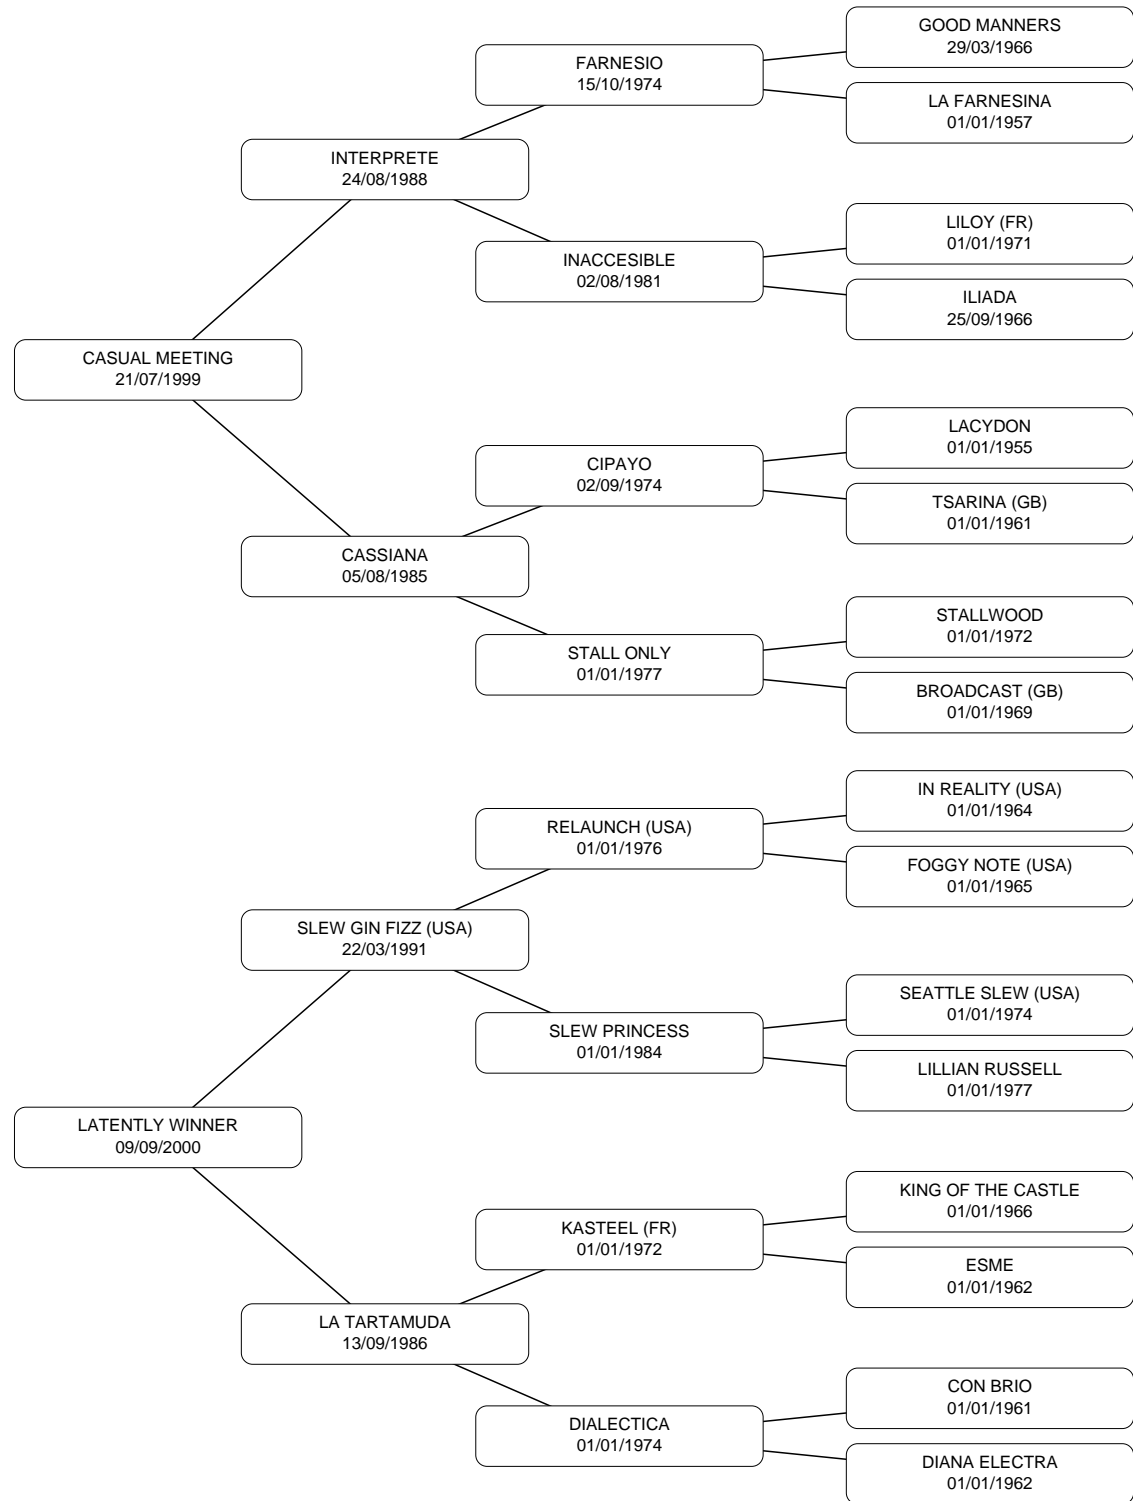 GOOD MANNERS
29/03/1966
FARNESIO
15/10/1974
LA FARNESINA
01/01/1957
INTERPRETE
24/08/1988
LILOY (FR)
01/01/1971
INACCESIBLE
02/08/1981
ILIADA
25/09/1966
CASUAL MEETING
21/07/1999
LACYDON
01/01/1955
CIPAYO
02/09/1974
TSARINA (GB)
01/01/1961
CASSIANA
05/08/1985
STALLWOOD
01/01/1972
STALL ONLY
01/01/1977
BROADCAST (GB)
01/01/1969
IN REALITY (USA)
01/01/1964
RELAUNCH (USA)
01/01/1976
FOGGY NOTE (USA)
01/01/1965
SLEW GIN FIZZ (USA)
22/03/1991
SEATTLE SLEW (USA)
01/01/1974
SLEW PRINCESS
01/01/1984
LILLIAN RUSSELL
01/01/1977
LATENTLY WINNER
09/09/2000
KING OF THE CASTLE
01/01/1966
KASTEEL (FR)
01/01/1972
ESME
01/01/1962
LA TARTAMUDA
13/09/1986
CON BRIO
01/01/1961
DIALECTICA
01/01/1974
DIANA ELECTRA
01/01/1962